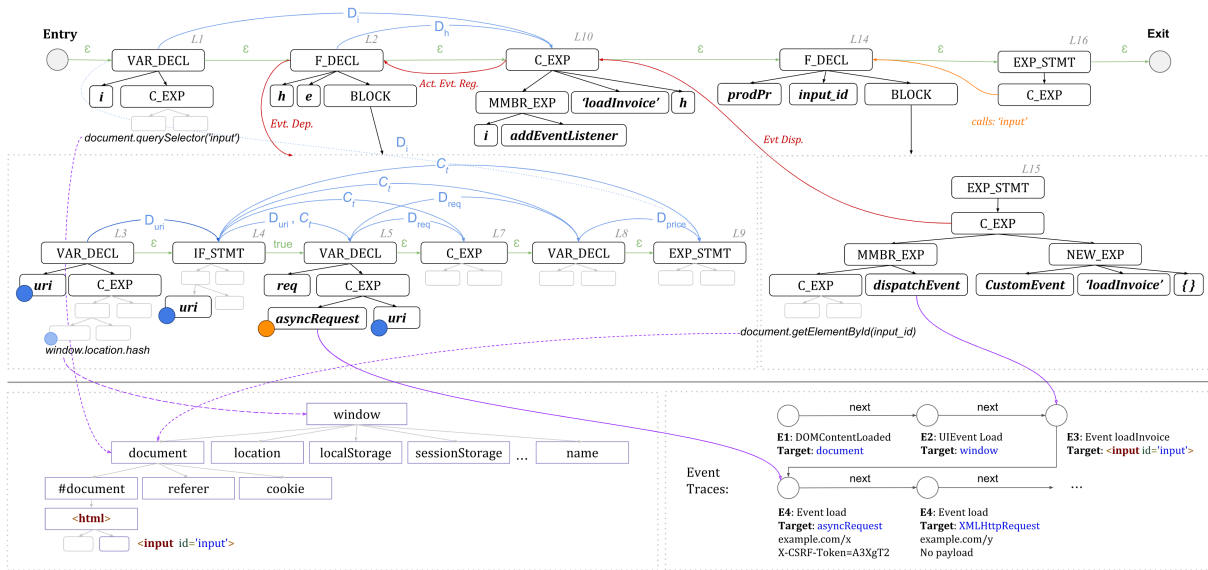 Entry
D_i
D_h
Exit
L1
L2
L10
L14
L16
ε
ε
ε
ε
ε
ε
VAR_DECL
F_DECL
C_EXP
F_DECL
EXP_STMT
Act. Evt. Reg.
i
C_EXP
h
e
BLOCK
MMBR_EXP
'loadInvoice'
h
prodPr
input_id
BLOCK
C_EXP
Evt. Dep.
i
addEventListener
calls: 'input'
document.querySelector('input')
D_i
Evt Disp.
C_t
C_t
D_req
C_t
D_uri
D_uri , C_t
D_req
D_price
L15
EXP_STMT
C_EXP
L3
L4
L5
L7
L8
L9
ε
true
ε
ε
ε
VAR_DECL
IF_STMT
VAR_DECL
C_EXP
VAR_DECL
EXP_STMT
MMBR_EXP
NEW_EXP
uri
C_EXP
req
C_EXP
C_EXP
dispatchEvent
CustomEvent
'loadInvoice'
{ }
uri
asyncRequest
uri
window.location.hash
document.getElementById(input_id)
window
document
location
localStorage
sessionStorage
...
name
#document
referer
cookie
<html>
<input id='input'>
next
next
E1: DOMContentLoaded
Target: document
E2: UIEvent Load
Target: window
E3: Event loadInvoice
Target: <input id='input'>
Event
Traces:
next
next
...
E4: Event load
Target: asyncRequest
example.com/x
X-CSRF-Token=A3XgT2
E4: Event load
Target: XMLHttpRequest
example.com/y
No payload